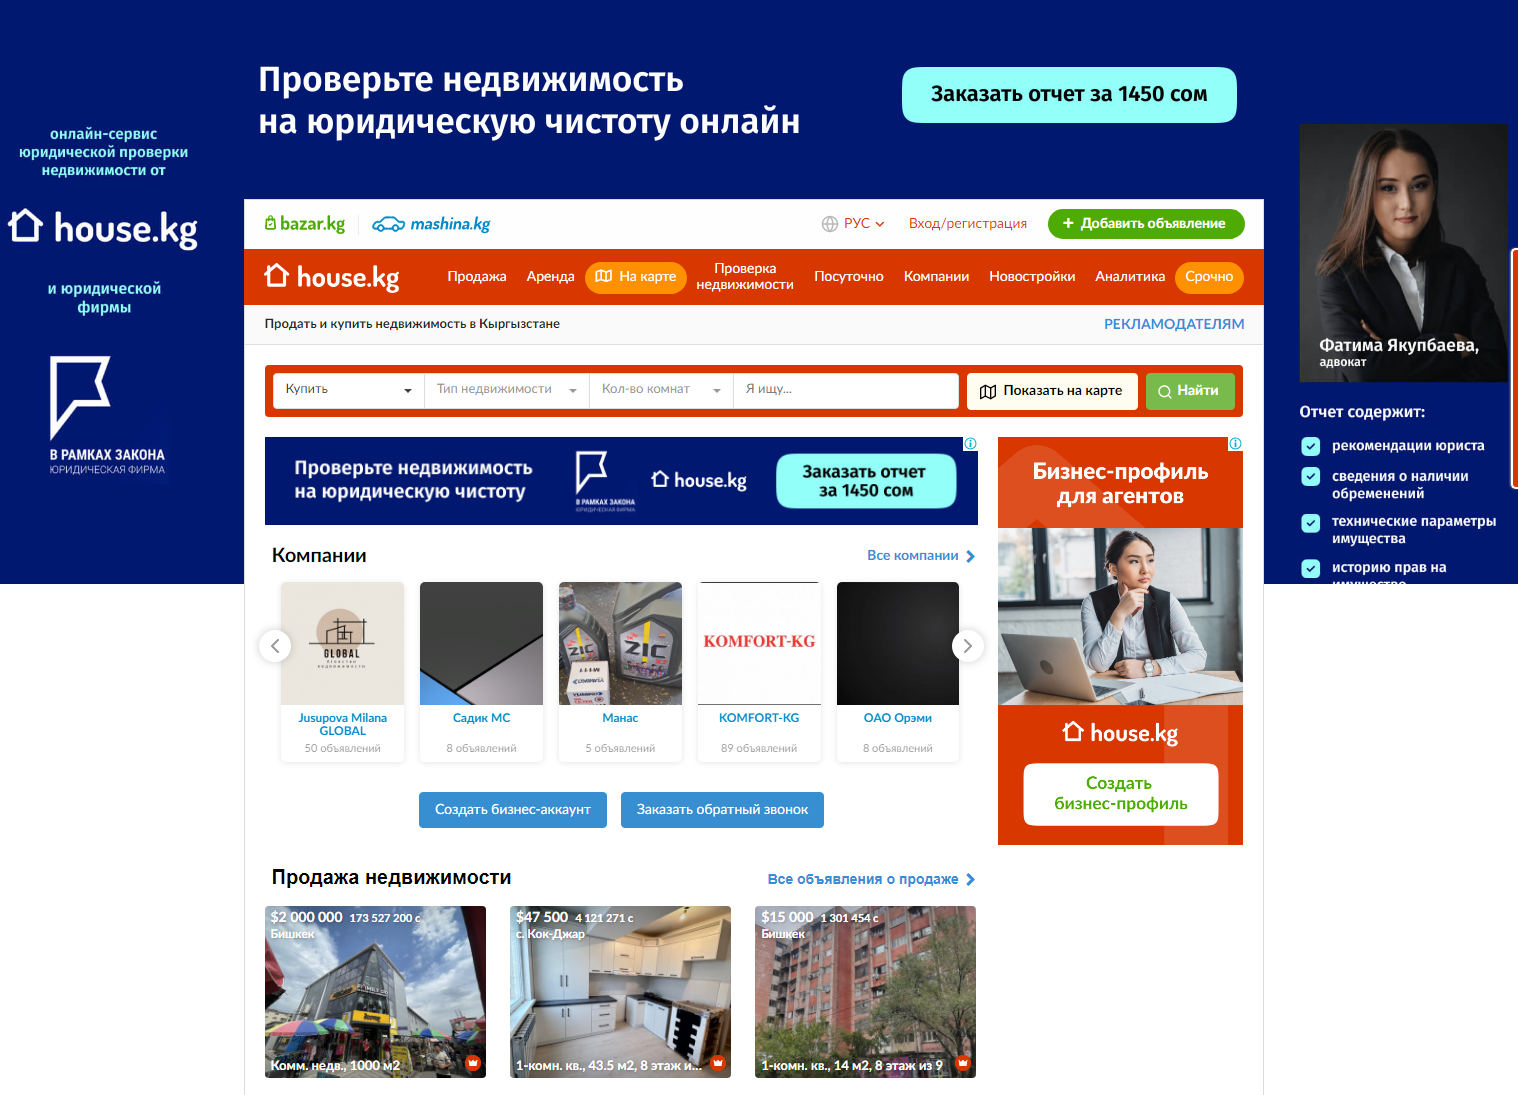 Проверьте недвижимость
на юридическую чистоту онлайн
Заказать отчет за 1450 сом
онлайн-сервис
юридической проверки
недвижимости от
house.kg
и юридической
фирмы
В РАМКАХ ЗАКОНА
ЮРИДИЧЕСКАЯ ФИРМА
bazar.kg
mashina.kg
РУС
Вход/регистрация
+ Добавить объявление
house.kg
Продажа
Аренда
На карте
Проверка
недвижимости
Посуточно
Компании
Новостройки
Аналитика
Срочно
Продать и купить недвижимость в Кыргызстане
РЕКЛАМОДАТЕЛЯМ
Купить
Тип недвижимости
Кол-во комнат
Я ищу...
Показать на карте
Найти
Проверьте недвижимость
на юридическую чистоту
В РАМКАХ ЗАКОНА
ЮРИДИЧЕСКАЯ ФИРМА
house.kg
Заказать отчет
за 1450 сом
Компании
Все компании
GLOBAL
Агенство
недвижимости
Jusupova Milana
GLOBAL
50 объявлений
Садик МС
8 объявлений
ZIC
ZIC
Манас
5 объявлений
KOMFORT-KG
KOMFORT-KG
89 объявлений
ОАО Орэми
8 объявлений
Создать бизнес-аккаунт
Заказать обратный звонок
Бизнес-профиль
для агентов
house.kg
Создать
бизнес-профиль
Фатима Якупбаева,
адвокат
Отчет содержит:
рекомендации юриста
сведения о наличии
обременений
технические параметры
имущества
историю прав на
имущество
Продажа недвижимости
Все объявления о продаже
$2 000 000 173 527 200 с
Бишкек
Комм. недв., 1000 м2
$47 500 4 121 271 с
с. Кок-Джар
1-комн. кв., 43.5 м2, 8 этаж и...
$15 000 1 301 454 с
Бишкек
1-комн. кв., 14 м2, 8 этаж из 9